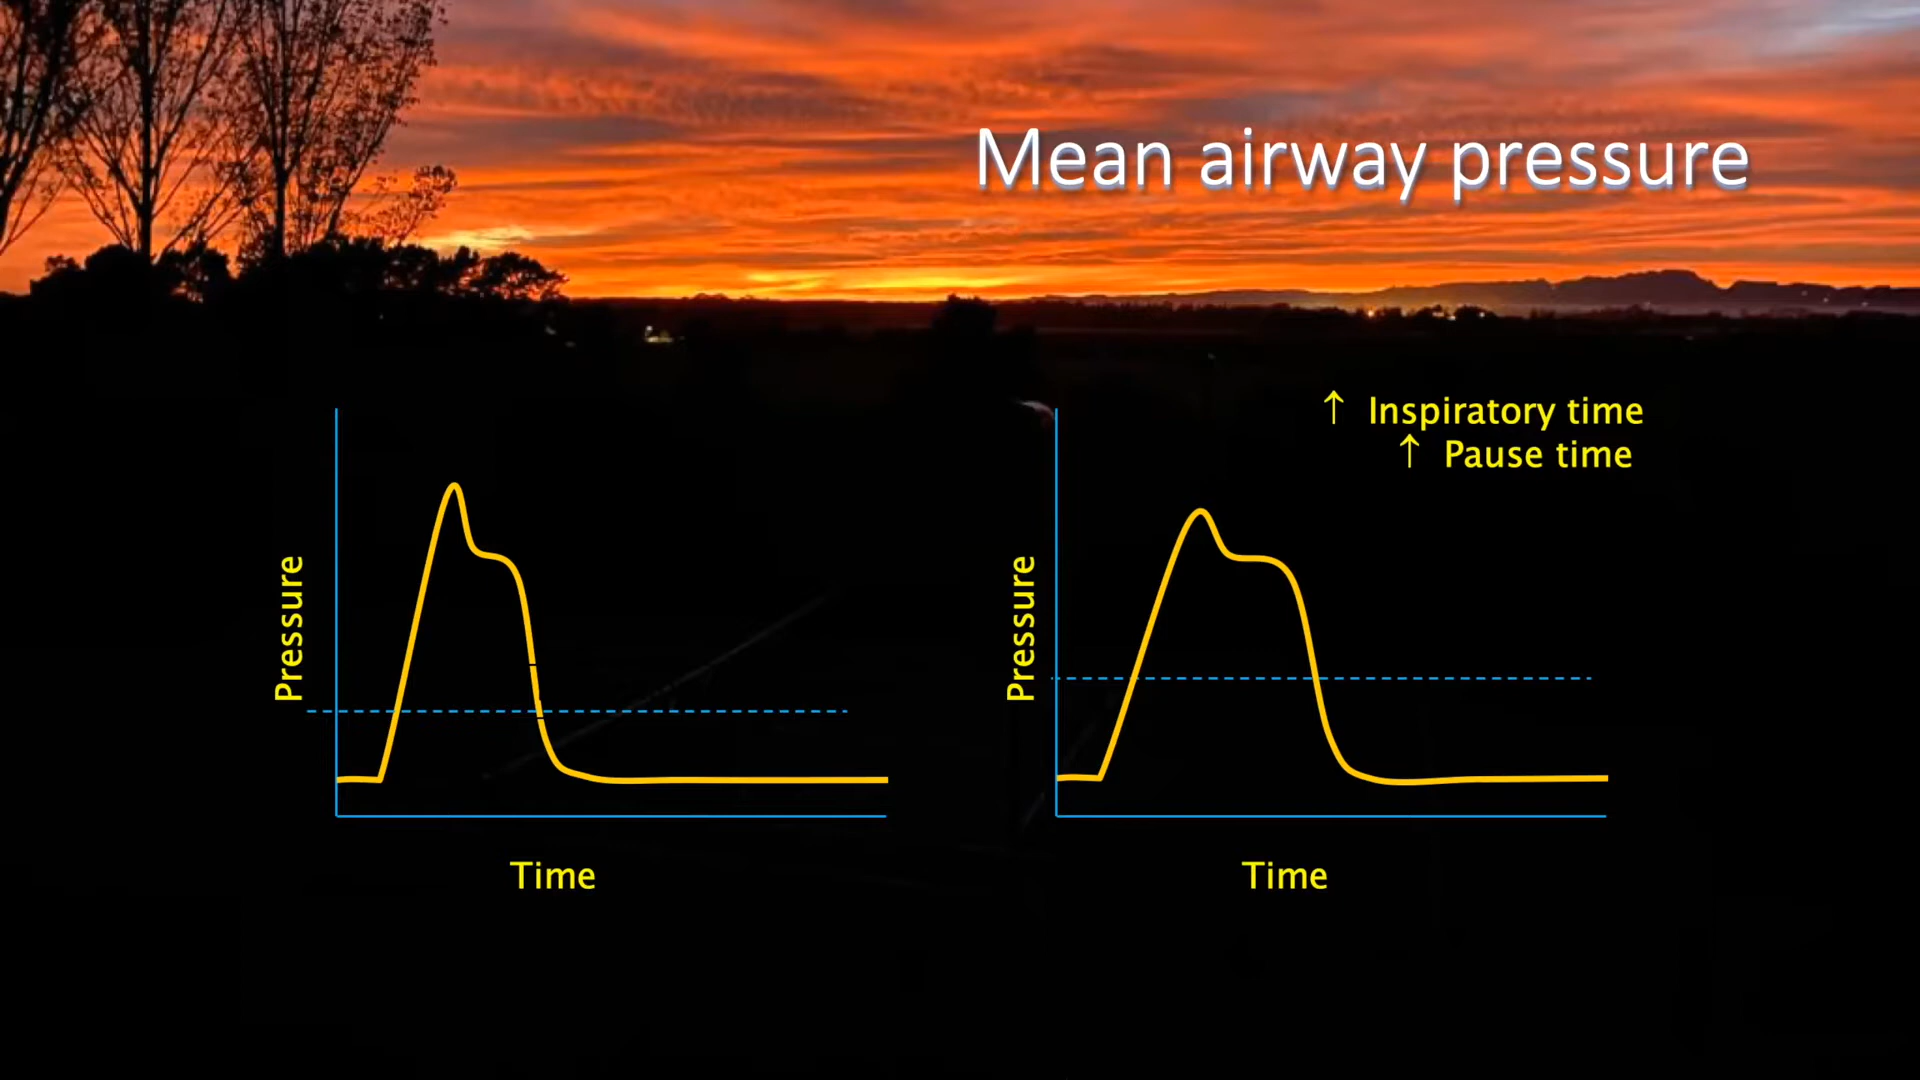 Mean airway pressure
↑ Inspiratory time
↑ Pause time
Pressure
Pressure
Time
Time